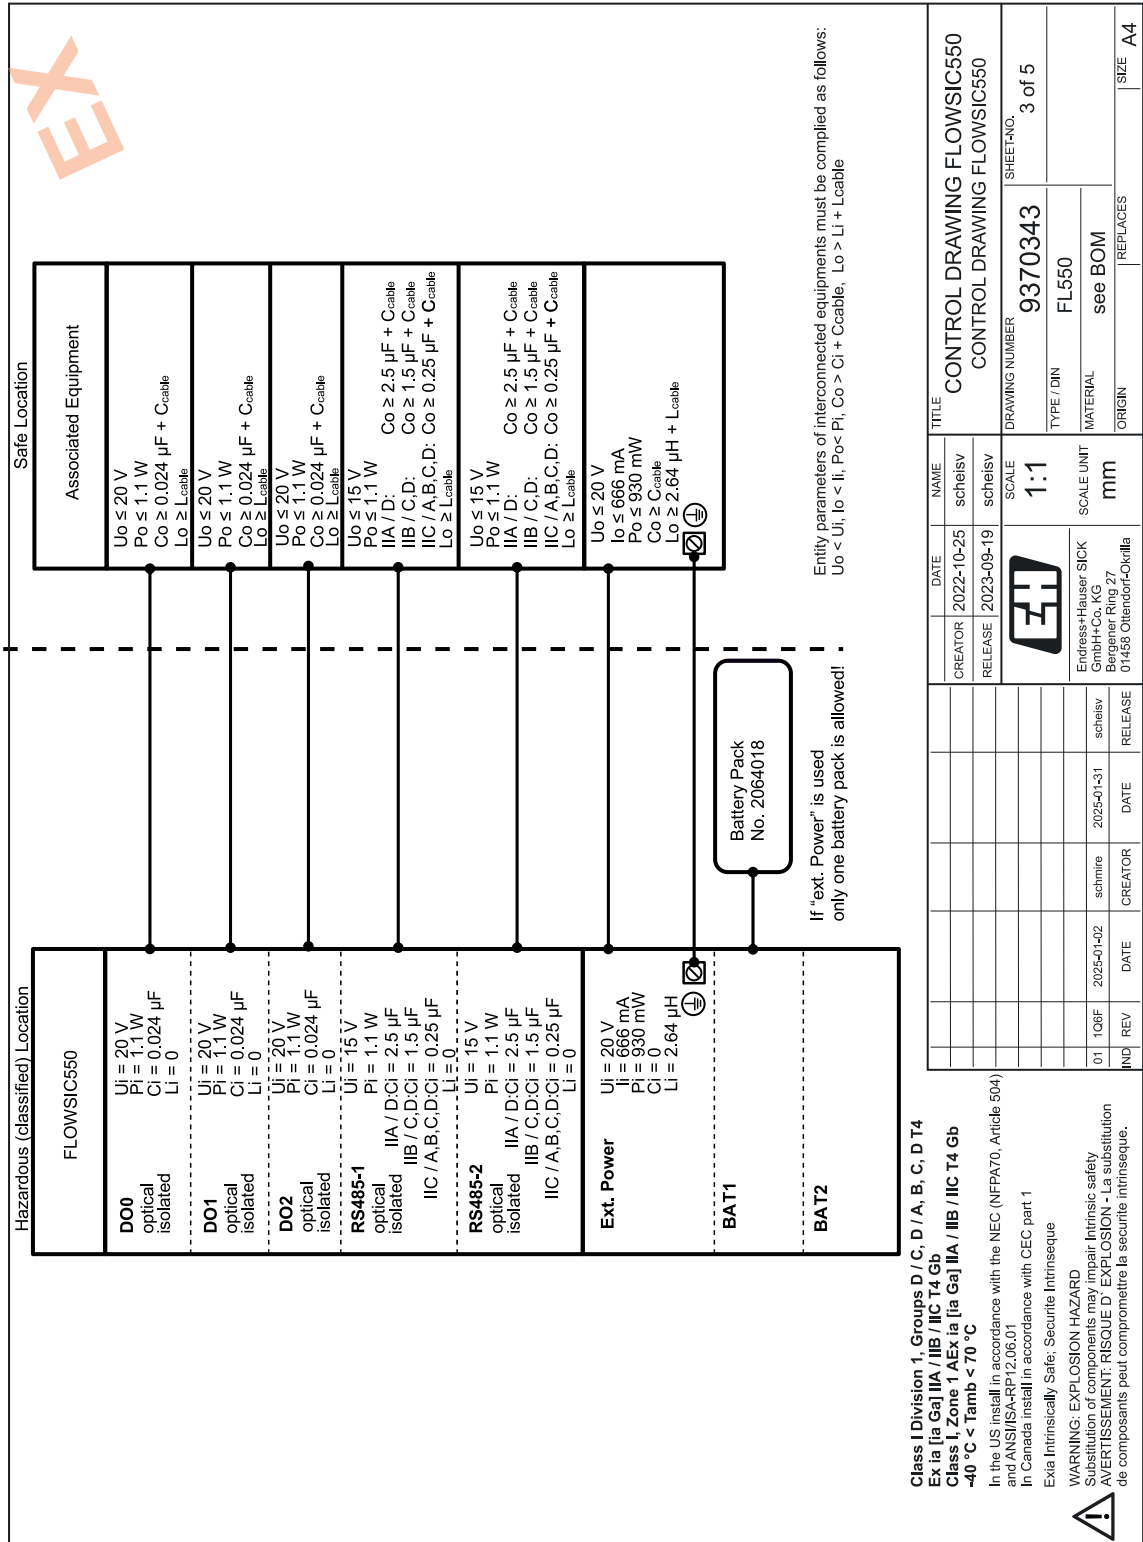 EX
Hazardous (classified) Location
Safe Location
FLOWSIC550
DO0
optical
isolated
Ui = 20 V
Pi = 1.1 W
Ci = 0.024 µF
Li = 0
DO1
optical
isolated
Ui = 20 V
Pi = 1.1 W
Ci = 0.024 µF
Li = 0
DO2
optical
isolated
Ui = 20 V
Pi = 1.1 W
Ci = 0.024 µF
Li = 0
RS485-1
optical
isolated
Ui = 15 V
Pi = 1.1 W
IIA / D:Ci = 2.5 µF
IIB / C,D:Ci = 1.5 µF
IIC / A,B,C,D:Ci = 0.25 µF
Li = 0
RS485-2
optical
isolated
Ui = 15 V
Pi = 1.1 W
IIA / D:Ci = 2.5 µF
IIB / C,D:Ci = 1.5 µF
IIC / A,B,C,D:Ci = 0.25 µF
Li = 0
Ext. Power
Ui = 20 V
Ii = 666 mA
Pi = 930 mW
Ci = 0
Li = 2.64 µH
BAT1
BAT2
Battery Pack
No. 2064018
If “ext. Power” is used
only one battery pack is allowed!
Associated Equipment
Uo ≤ 20 V
Po ≤ 1.1 W
Co ≥ 0.024 µF + Ccable
Lo ≥ Lcable
Uo ≤ 20 V
Po ≤ 1.1 W
Co ≥ 0.024 µF + Ccable
Lo ≥ Lcable
Uo ≤ 20 V
Po ≤ 1.1 W
Co ≥ 0.024 µF + Ccable
Lo ≥ Lcable
Uo ≤ 15 V
Po ≤ 1.1 W
IIA / D: Co ≥ 2.5 µF + Ccable
IIB / C,D: Co ≥ 1.5 µF + Ccable
IIC / A,B,C,D: Co ≥ 0.25 µF + Ccable
Lo ≥ Lcable
Uo ≤ 15 V
Po ≤ 1.1 W
IIA / D: Co ≥ 2.5 µF + Ccable
IIB / C,D: Co ≥ 1.5 µF + Ccable
IIC / A,B,C,D: Co ≥ 0.25 µF + Ccable
Lo ≥ Lcable
Uo ≤ 20 V
Io ≤ 666 mA
Po ≤ 930 mW
Co ≥ Ccable
Lo ≥ 2.64 µH + Lcable
Entity parameters of interconnected equipments must be complied as follows:
Uo < Ui, Io < Ii, Po< Pi, Co > Ci + Ccable, Lo > Li + Lcable
Class I Division 1, Groups D / C, D / A, B, C, D T4
Ex ia [ia Ga] IIA / IIB / IIC T4 Gb
Class I, Zone 1 AEx ia [ia Ga] IIA / IIB / IIC T4 Gb
-40 °C < Tamb < 70 °C
In the US install in accordance with the NEC (NFPA70, Article 504)
and ANSI/ISA-RP12.06.01
In Canada install in accordance with CEC part 1
Exia Intrinsically Safe; Securite Intrinseque
WARNING: EXPLOSION HAZARD
Substitution of components may impair Intrinsic safety
AVERTISSEMENT: RISQUE D` EXPLOSION - La substitution
de composants peut compromettre la securite intrinseque.
01 1Q6F 2025-01-02 schmire 2025-01-31 scheisv
IND REV DATE CREATOR DATE RELEASE
DATE NAME
CREATOR 2022-10-25 scheisv
RELEASE 2023-09-19 scheisv
EH
Endress+Hauser SICK
GmbH+Co. KG
Bergener Ring 27
01458 Ottendorf-Okrilla
SCALE
1:1
SCALE UNIT
mm
TITLE
CONTROL DRAWING FLOWSIC550
CONTROL DRAWING FLOWSIC550
DRAWING NUMBER
9370343
SHEET-NO.
3 of 5
TYPE / DIN
FL550
MATERIAL
see BOM
ORIGIN
REPLACES
SIZE
A4